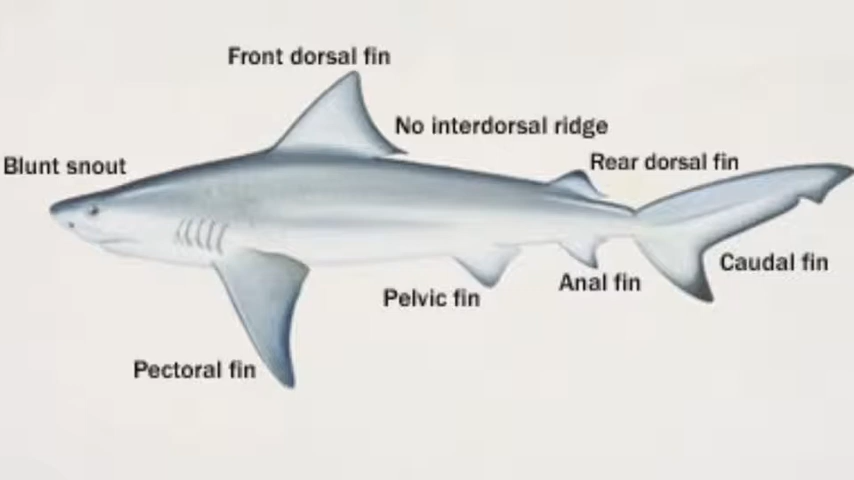 Front dorsal fin
No interdorsal ridge
Blunt snout
Rear dorsal fin
Caudal fin
Anal fin
Pelvic fin
Pectoral fin